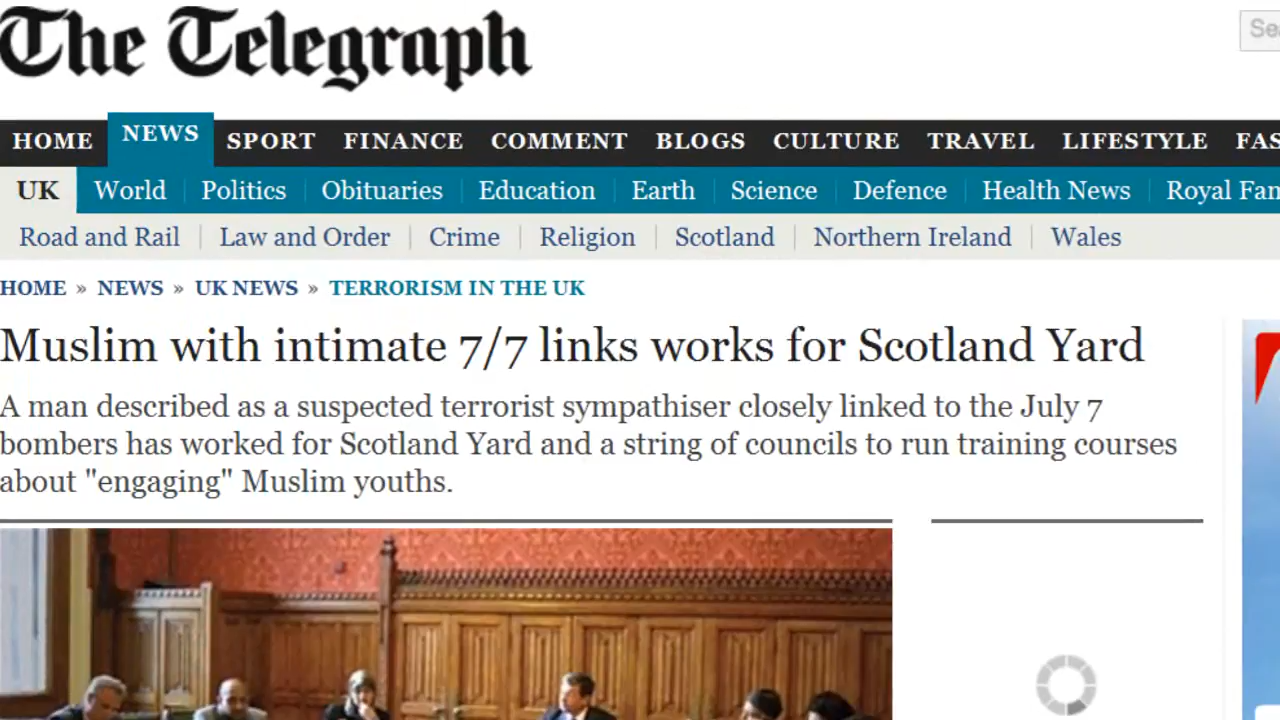 The Telegraph
Sea
HOME NEWS SPORT FINANCE COMMENT BLOGS CULTURE TRAVEL LIFESTYLE FAS
UK World Politics Obituaries Education Earth Science Defence Health News Royal Fam
Road and Rail | Law and Order | Crime | Religion | Scotland | Northern Ireland | Wales
HOME » NEWS » UK NEWS » TERRORISM IN THE UK
Muslim with intimate 7/7 links works for Scotland Yard
A man described as a suspected terrorist sympathiser closely linked to the July 7
bombers has worked for Scotland Yard and a string of councils to run training courses
about "engaging" Muslim youths.